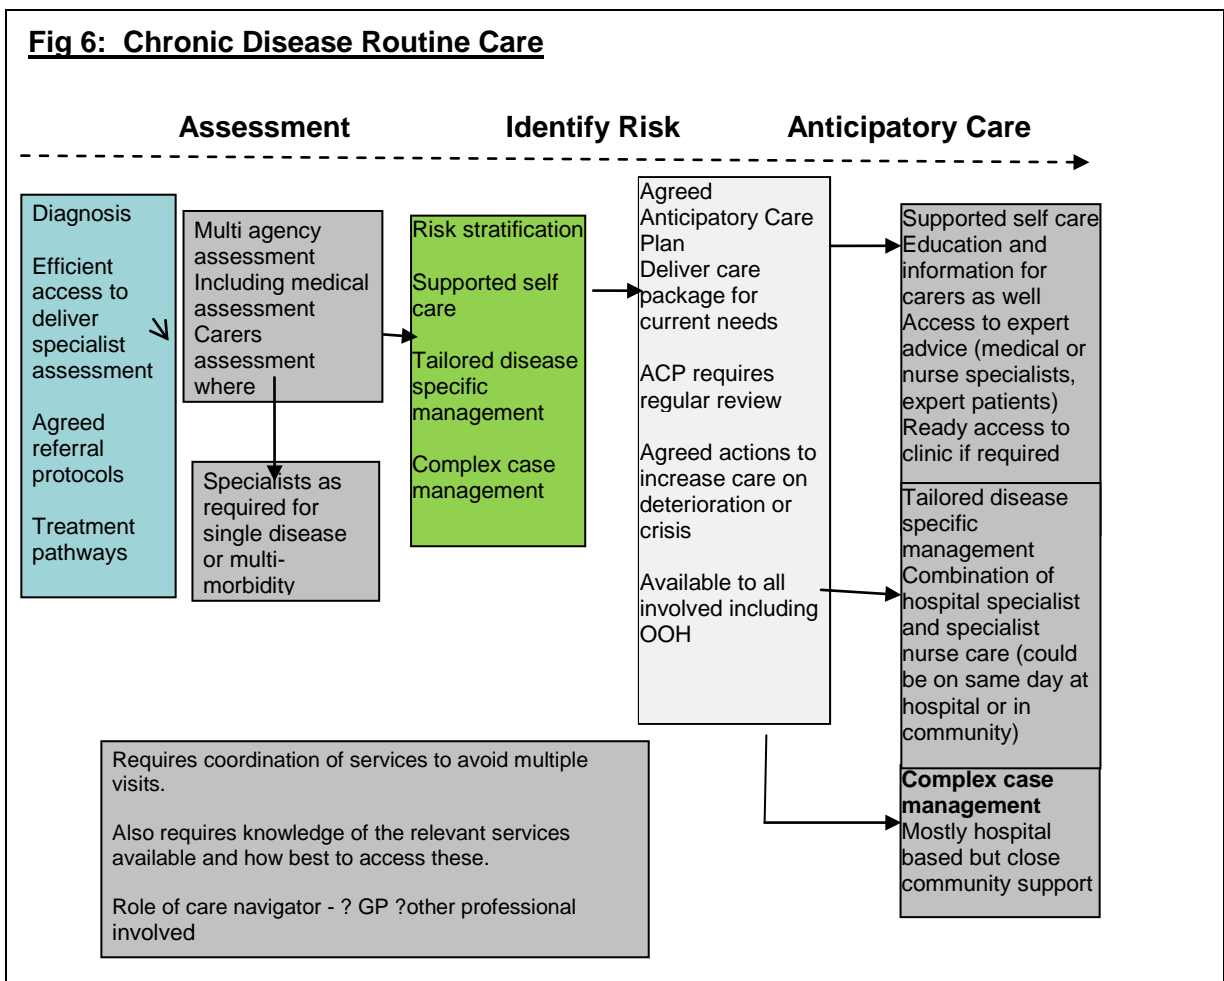 Fig 6:  Chronic Disease Routine Care
Assessment
Identify Risk
Anticipatory Care
Diagnosis
Efficient
access to
deliver
specialist
assessment
Agreed
referral
protocols
Treatment
pathways
Multi agency
assessment
Including medical
assessment
Carers
assessment
where
Specialists as
required for
single disease
or multi-
morbidity
Risk stratification
Supported self
care
Tailored disease
specific
management
Complex case
management
Agreed
Anticipatory Care
Plan
Deliver care
package for
current needs
ACP requires
regular review
Agreed actions to
increase care on
deterioration or
crisis
Available to all
involved including
OOH
Supported self care
Education and
information for
carers as well
Access to expert
advice (medical or
nurse specialists,
expert patients)
Ready access to
clinic if required
Tailored disease
specific
management
Combination of
hospital specialist
and specialist
nurse care (could
be on same day at
hospital or in
community)
Complex case
management
Mostly hospital
based but close
community support
Requires coordination of services to avoid multiple
visits.
Also requires knowledge of the relevant services
available and how best to access these.
Role of care navigator - ? GP ?other professional
involved